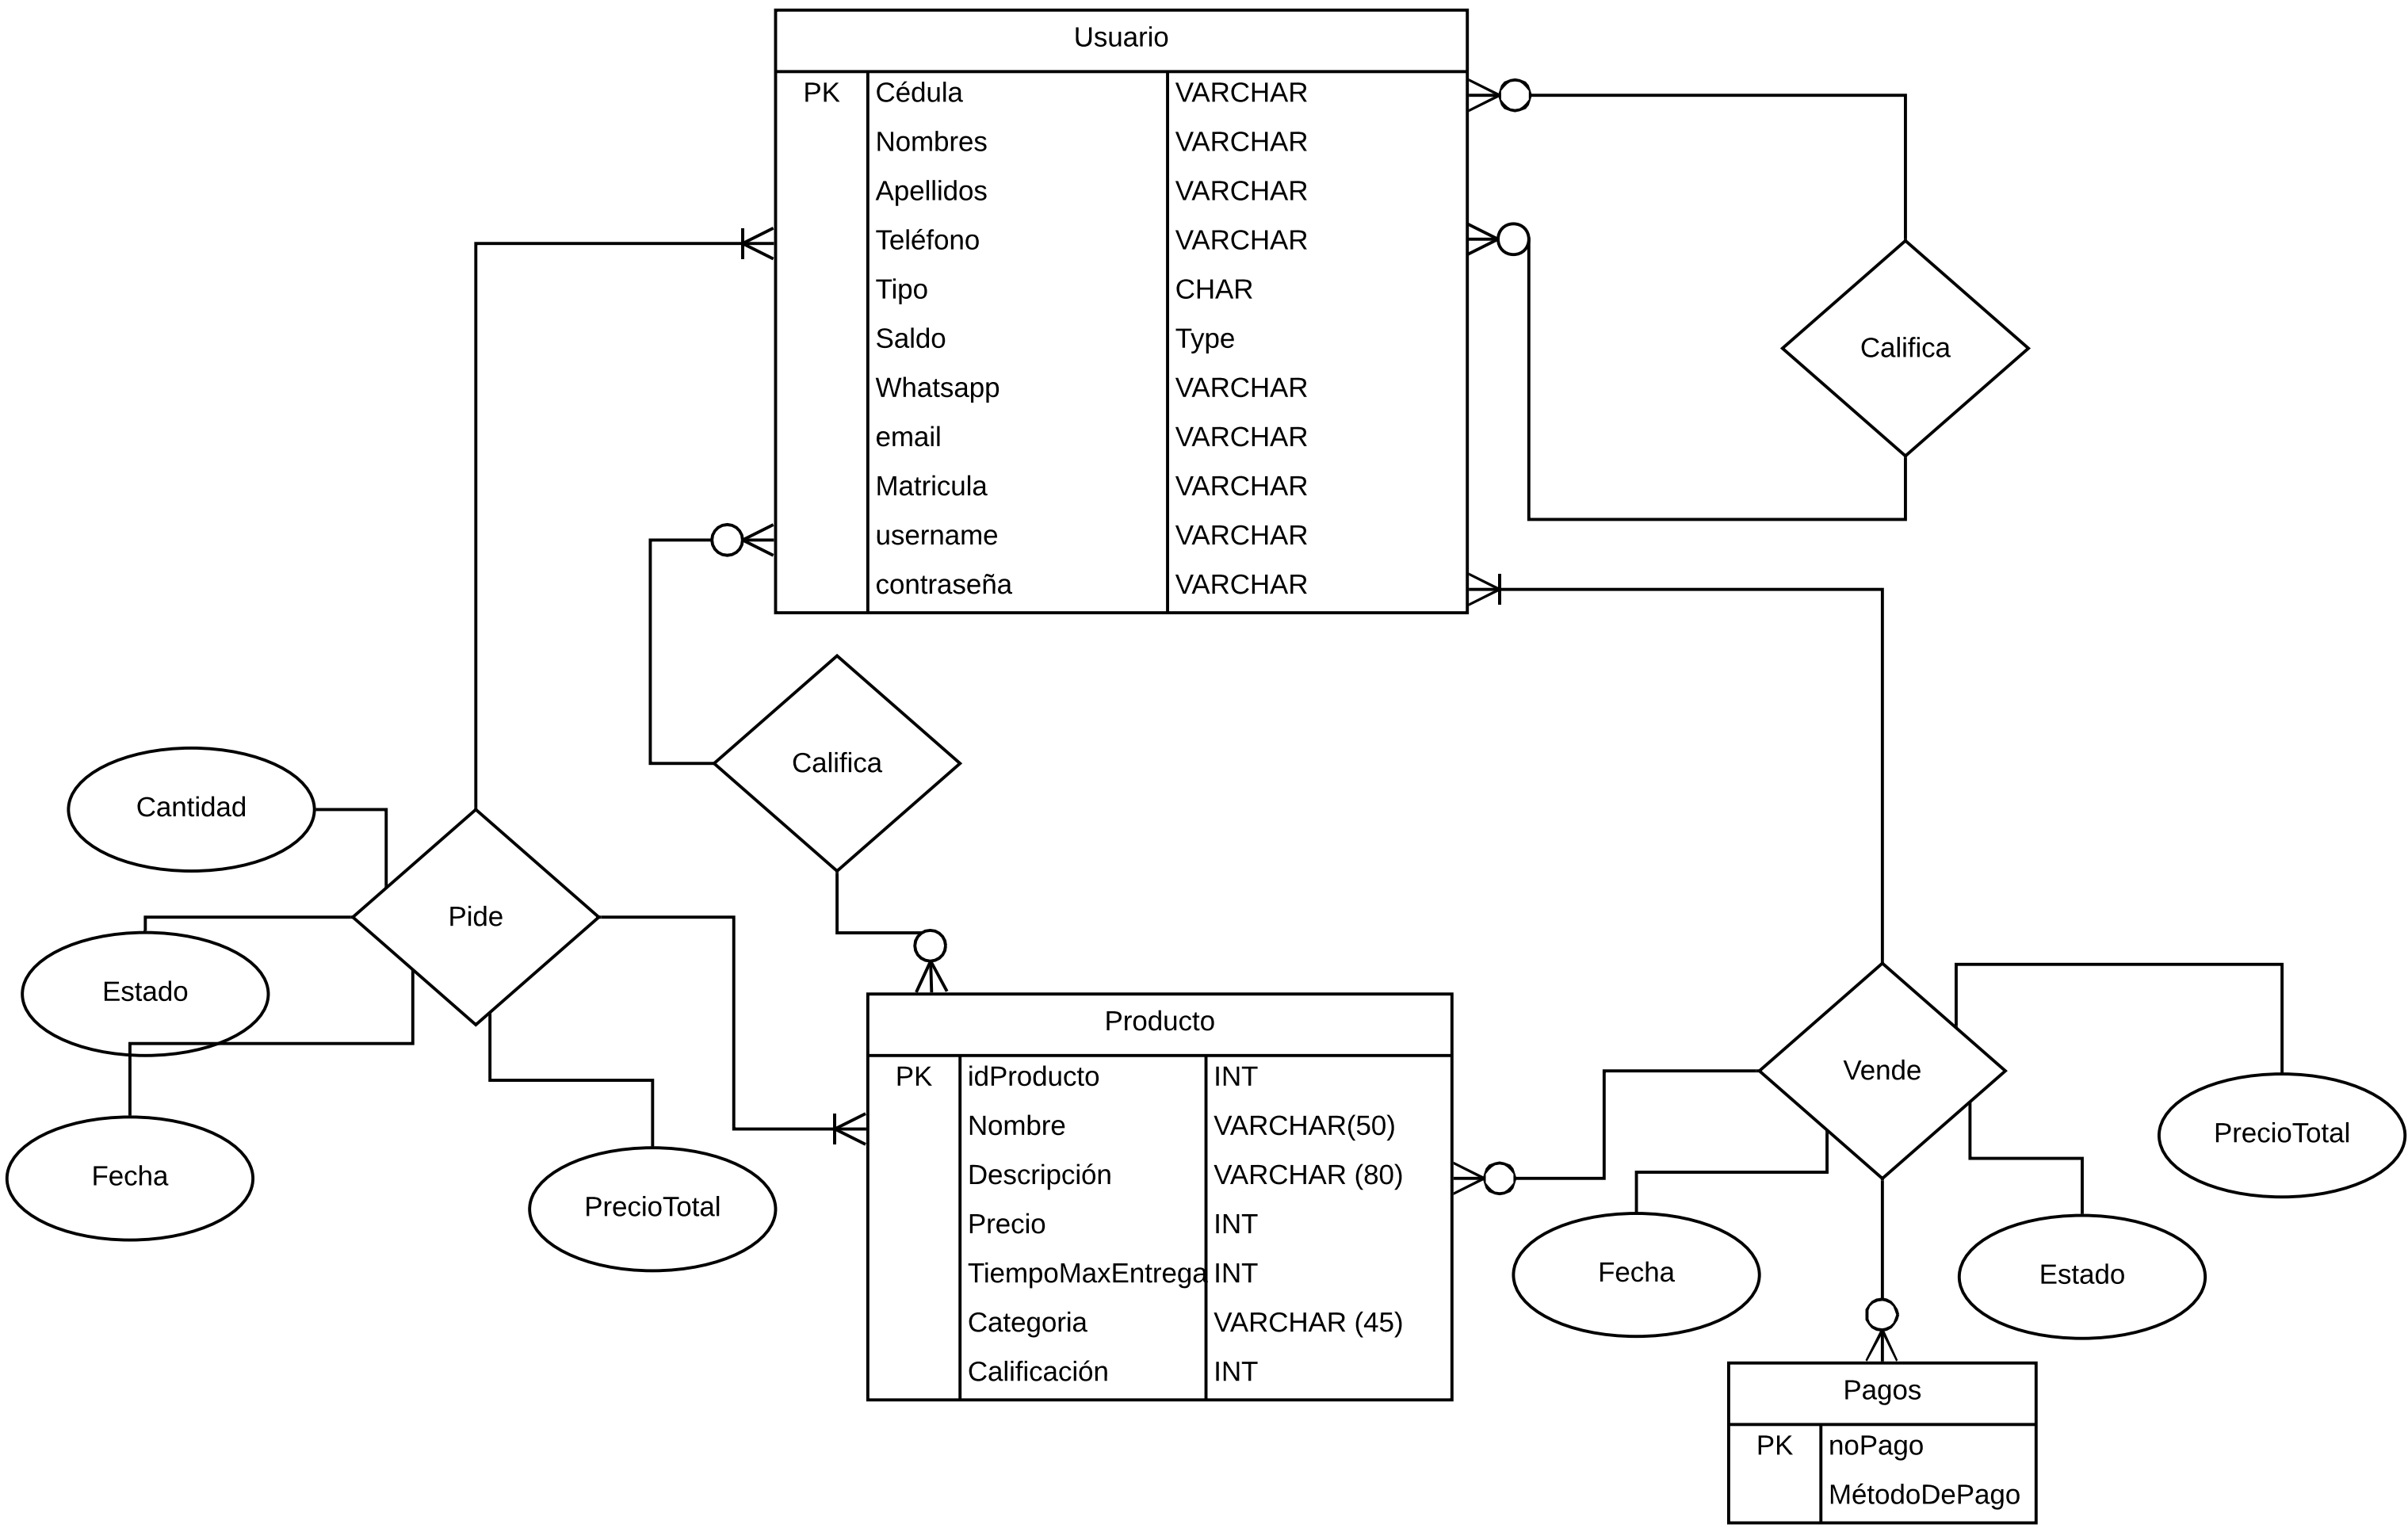 Usuario
PK Cédula VARCHAR
Nombres VARCHAR
Apellidos VARCHAR
Teléfono VARCHAR
Tipo CHAR
Saldo Type
Whatsapp VARCHAR
email VARCHAR
Matricula VARCHAR
username VARCHAR
contraseña VARCHAR
Califica
Califica
Cantidad
Pide
Estado
Fecha
PrecioTotal
Producto
PK idProducto INT
Nombre VARCHAR(50)
Descripción VARCHAR (80)
Precio INT
TiempoMaxEntrega INT
Categoria VARCHAR (45)
Calificación INT
Vende
PrecioTotal
Fecha
Estado
Pagos
PK noPago
MétodoDePago